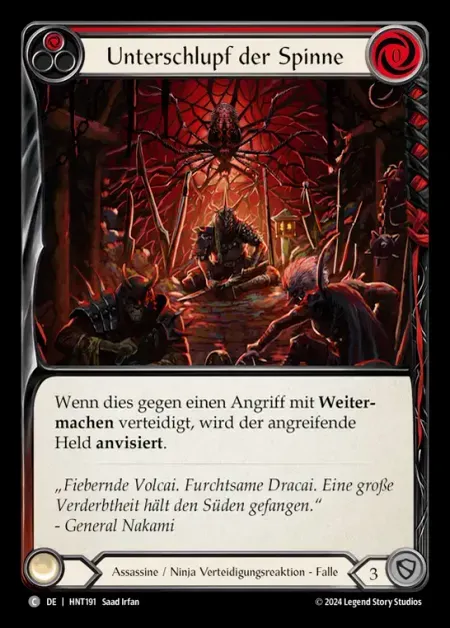 Unterschlupf der Spinne
0
Wenn dies gegen einen Angriff mit Weiter-
machen verteidigt, wird der angreifende
Held anvisiert.
„Fiebernde Volcai. Furchtsame Dracai. Eine große
Verderbtheit hält den Süden gefangen.“
- General Nakami
Assassine / Ninja Verteidigungsreaktion - Falle
3
C DE | HNT191 Saad Irfan
© 2024 Legend Story Studios